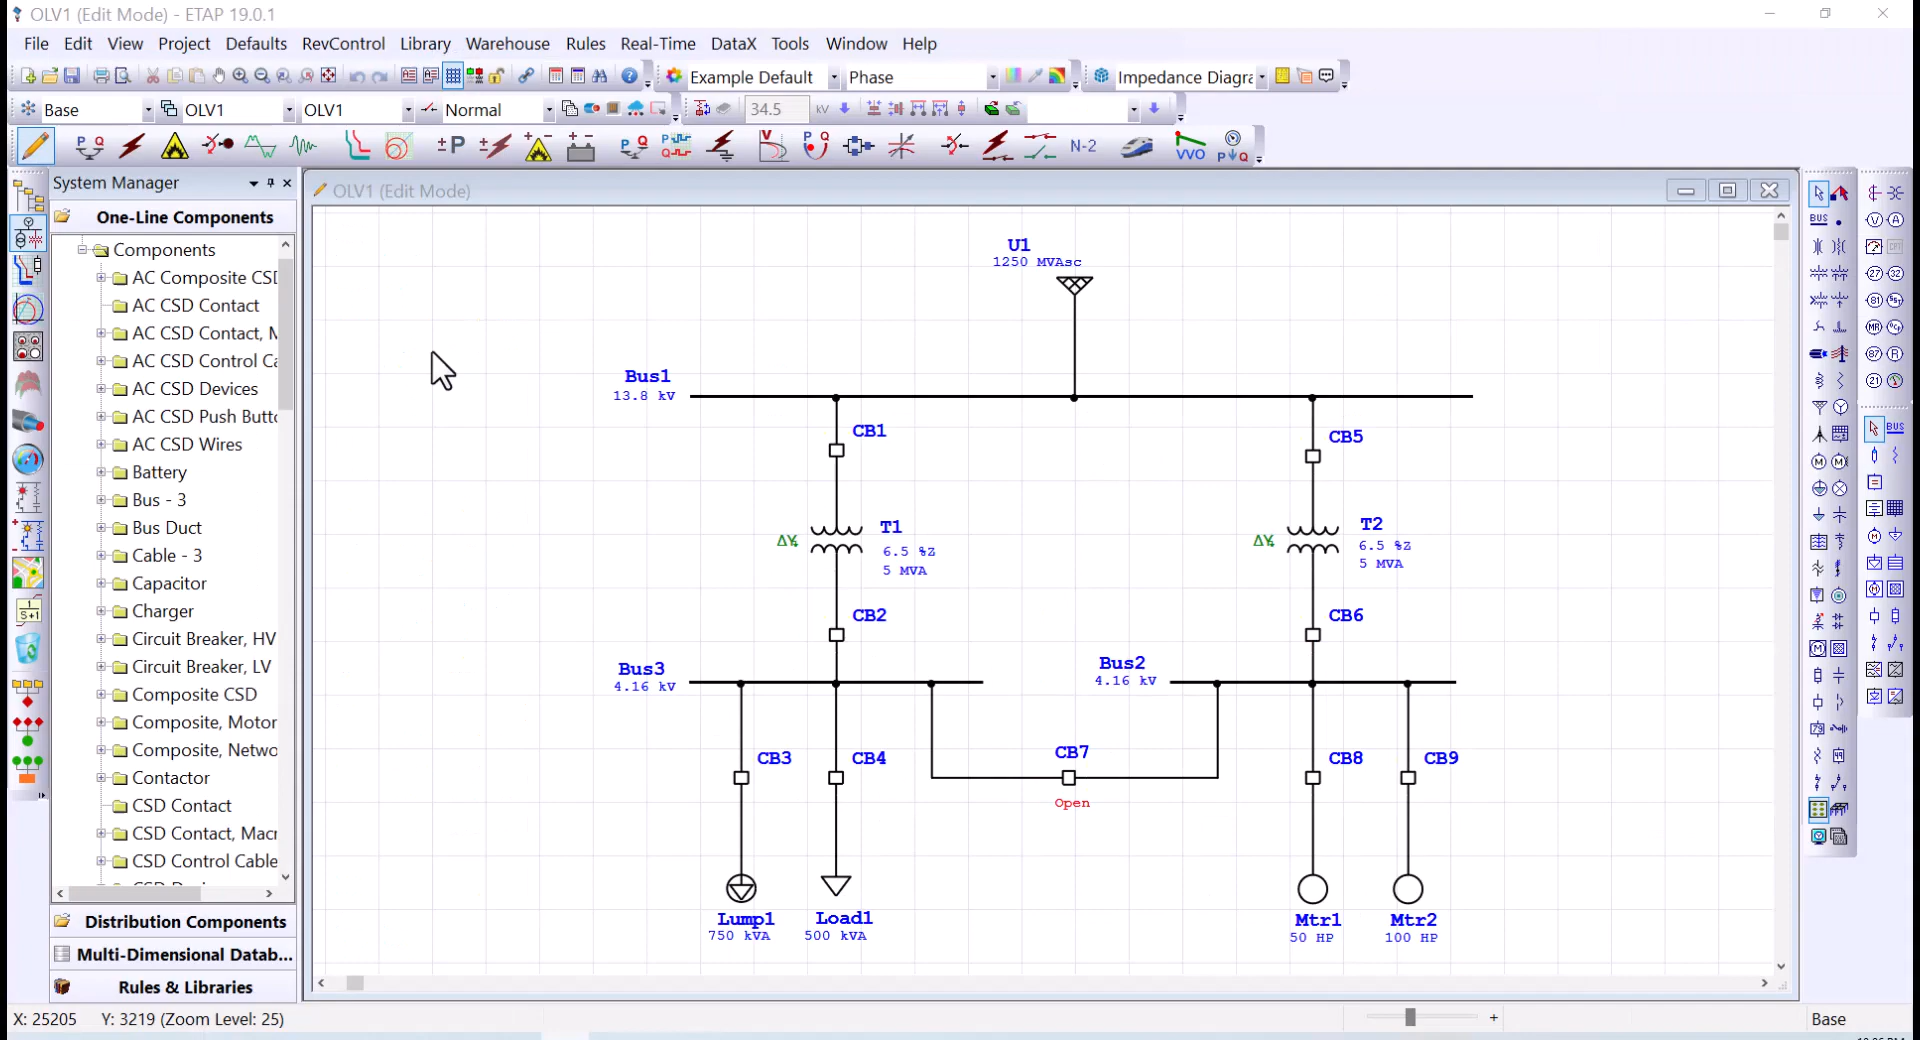 OLV1 (Edit Mode) - ETAP 19.0.1
File Edit View Project Defaults RevControl Library Warehouse Rules Real-Time DataX Tools Window Help
Example Default Phase Impedance Diagra
Base OLV1 OLV1 Normal 34.5 kV
N-2 VVO
System Manager
OLV1 (Edit Mode)
One-Line Components
Components
AC Composite CSD
AC CSD Contact
AC CSD Contact, M
AC CSD Control Ca
AC CSD Devices
AC CSD Push Butto
AC CSD Wires
Battery
Bus - 3
Bus Duct
Cable - 3
Capacitor
Charger
Circuit Breaker, HV
Circuit Breaker, LV
Composite CSD
Composite, Motor
Composite, Netwo
Contactor
CSD Contact
CSD Contact, Macr
CSD Control Cable
Distribution Components
Multi-Dimensional Datab...
Rules & Libraries
U1
1250 MVAsc
Bus1
13.8 kV
CB1
CB5
T1
6.5 %Z
5 MVA
T2
6.5 %Z
5 MVA
CB2
CB6
Bus3
4.16 kV
Bus2
4.16 kV
CB3
CB4
CB7
Open
CB8
CB9
Lump1
750 kVA
Load1
500 kVA
Mtr1
50 HP
Mtr2
100 HP
X: 25205 Y: 3219 (Zoom Level: 25)
Base